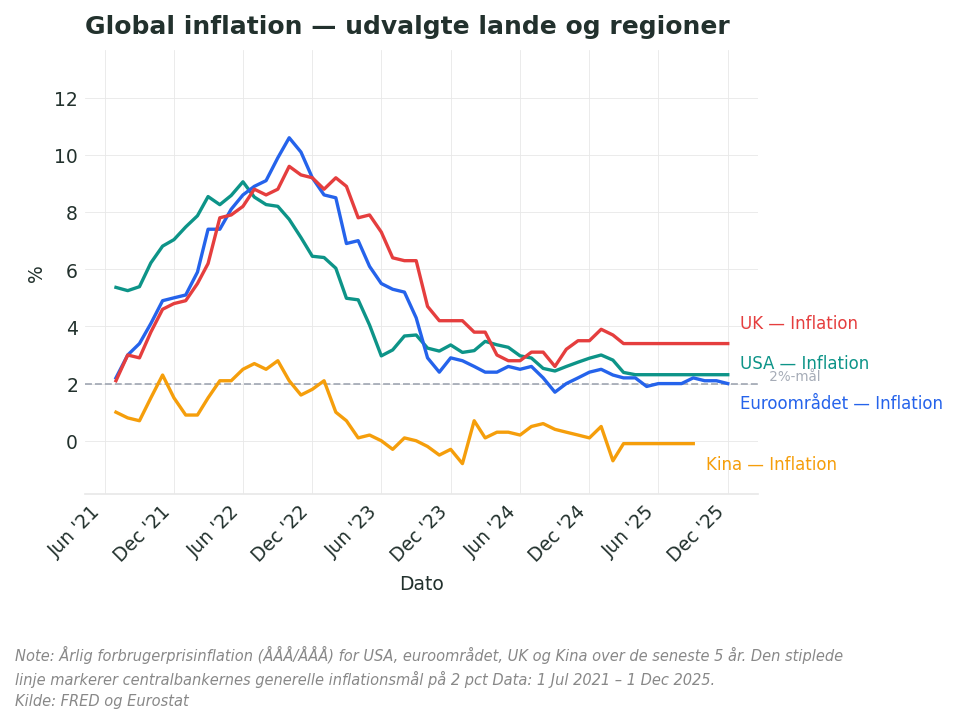 Global inflation — udvalgte lande og regioner
%
12
10
8
6
4
2
0
UK — Inflation
USA — Inflation
2%-mål
Euroområdet — Inflation
Kina — Inflation
Jun '21
Dec '21
Jun '22
Dec '22
Jun '23
Dec '23
Jun '24
Dec '24
Jun '25
Dec '25
Dato
Note: Årlig forbrugerprisinflation (ÅÅÅ/ÅÅÅ) for USA, euroområdet, UK og Kina over de seneste 5 år. Den stiplede
linje markerer centralbankernes generelle inflationsmål på 2 pct Data: 1 Jul 2021 – 1 Dec 2025.
Kilde: FRED og Eurostat